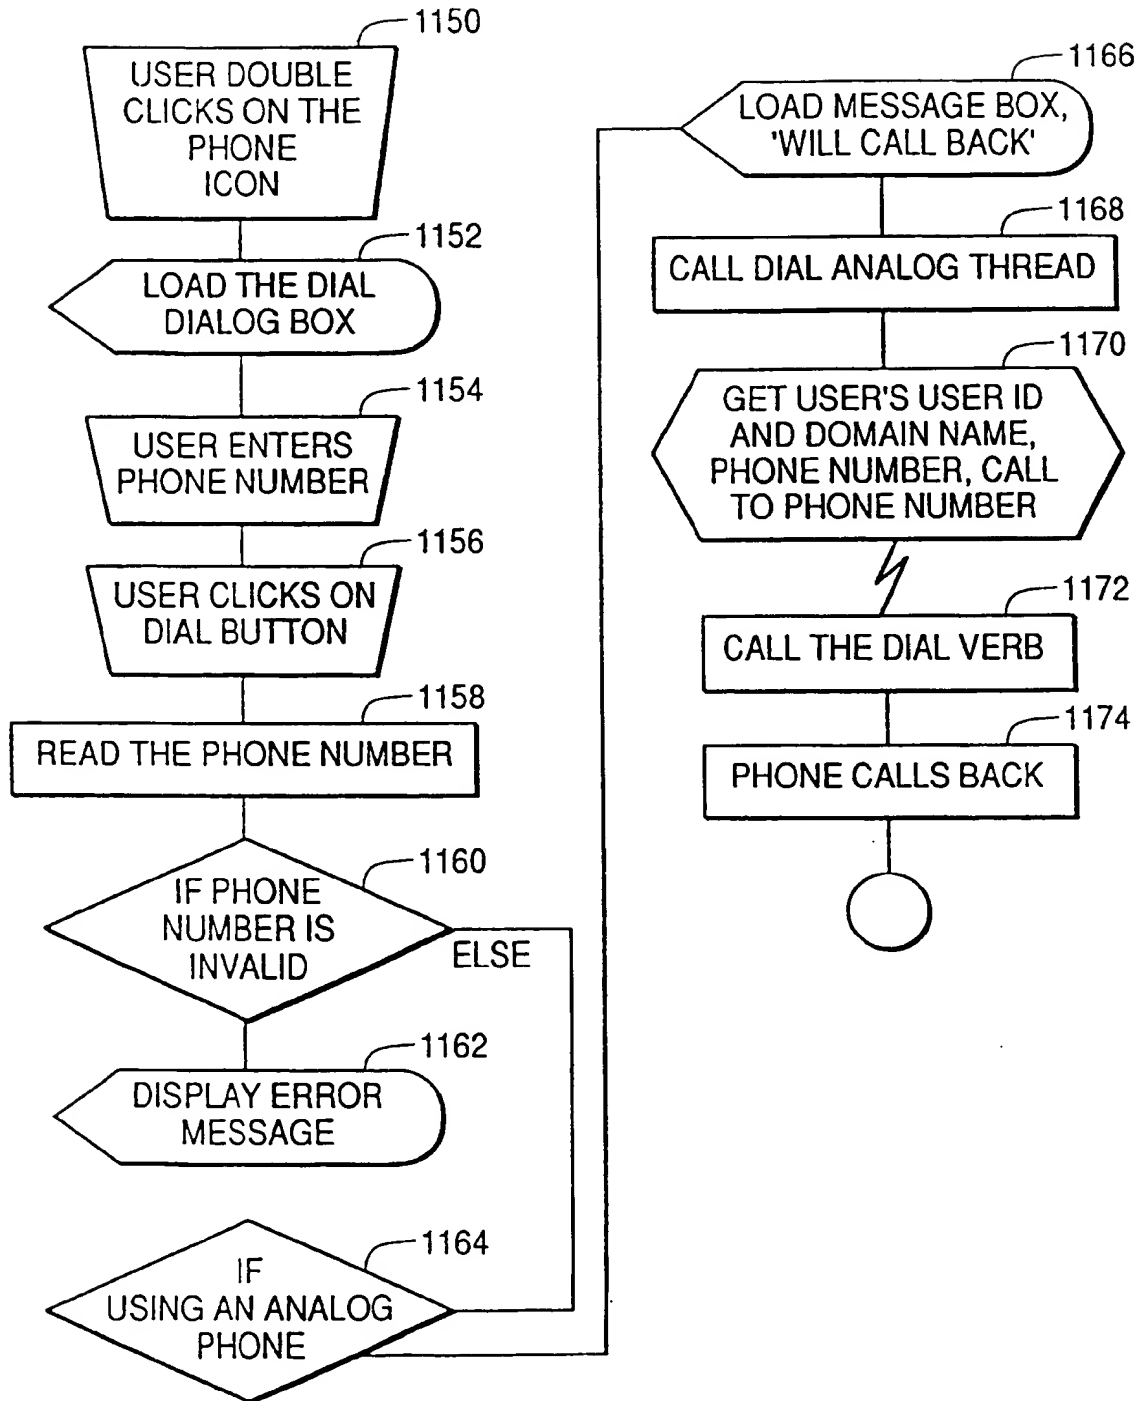 1150
USER DOUBLE
CLICKS ON THE
PHONE
ICON
1152
LOAD THE DIAL
DIALOG BOX
1154
USER ENTERS
PHONE NUMBER
1156
USER CLICKS ON
DIAL BUTTON
1158
READ THE PHONE NUMBER
1160
IF PHONE
NUMBER IS
INVALID
ELSE
1162
DISPLAY ERROR
MESSAGE
1164
IF
USING AN ANALOG
PHONE
1166
LOAD MESSAGE BOX,
'WILL CALL BACK'
1168
CALL DIAL ANALOG THREAD
1170
GET USER'S USER ID
AND DOMAIN NAME,
PHONE NUMBER, CALL
TO PHONE NUMBER
1172
CALL THE DIAL VERB
1174
PHONE CALLS BACK